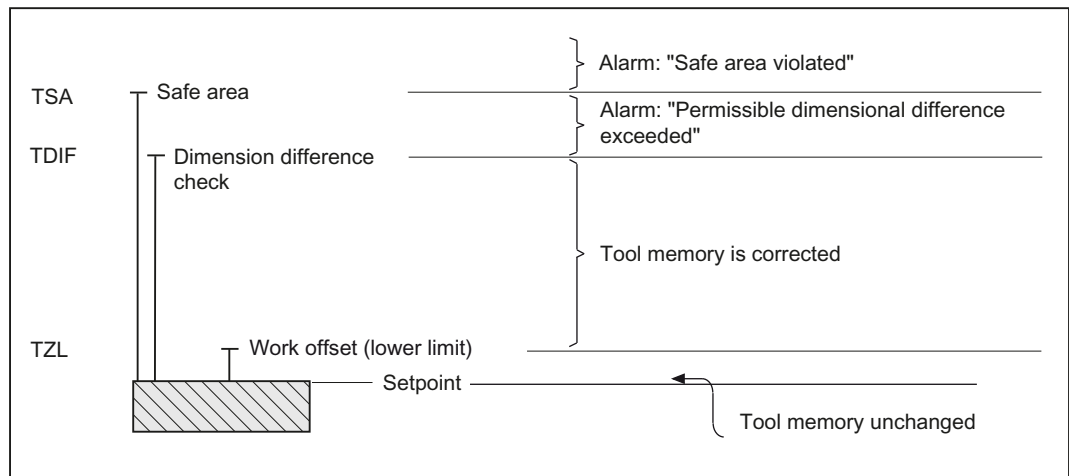 Alarm: "Safe area violated"
TSA
Safe area
Alarm: "Permissible dimensional difference
exceeded"
TDIF
Dimension difference
check
Tool memory is corrected
TZL
Work offset (lower limit)
Setpoint
Tool memory unchanged